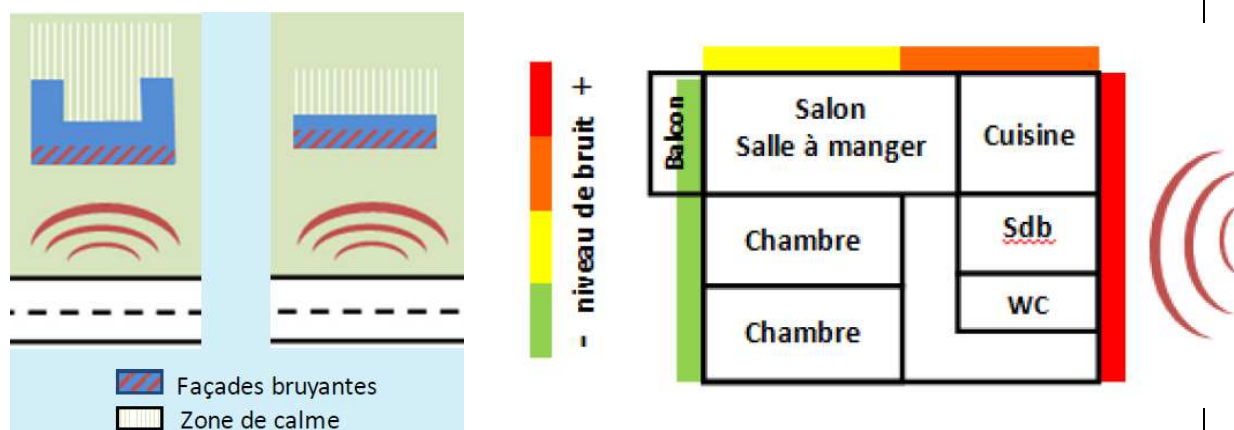 Façades bruyantes
Zone de calme
- niveau de bruit +
Balcon
Salon
Salle à manger
Cuisine
Chambre
Sdb
Chambre
WC